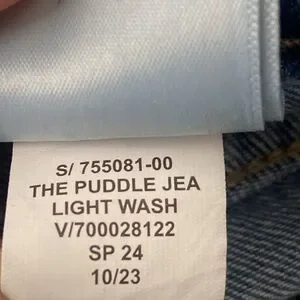 S/ 755081-00
THE PUDDLE JEA
LIGHT WASH
V/700028122
SP 24
10/23